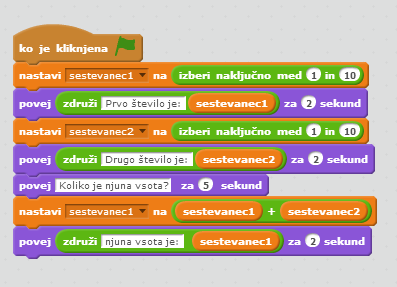 ko je kliknjena
nastavi sestevanec1 na izberi naključno med 1 in 10
povej združi Prvo število je: sestevanec1 za 2 sekund
nastavi sestevanec2 na izberi naključno med 1 in 10
povej združi Drugo število je: sestevanec2 za 2 sekund
povej Koliko je njuna vsota? za 5 sekund
nastavi sestevanec1 na sestevanec1 + sestevanec2
povej združi njuna vsota je: sestevanec1 za 2 sekund